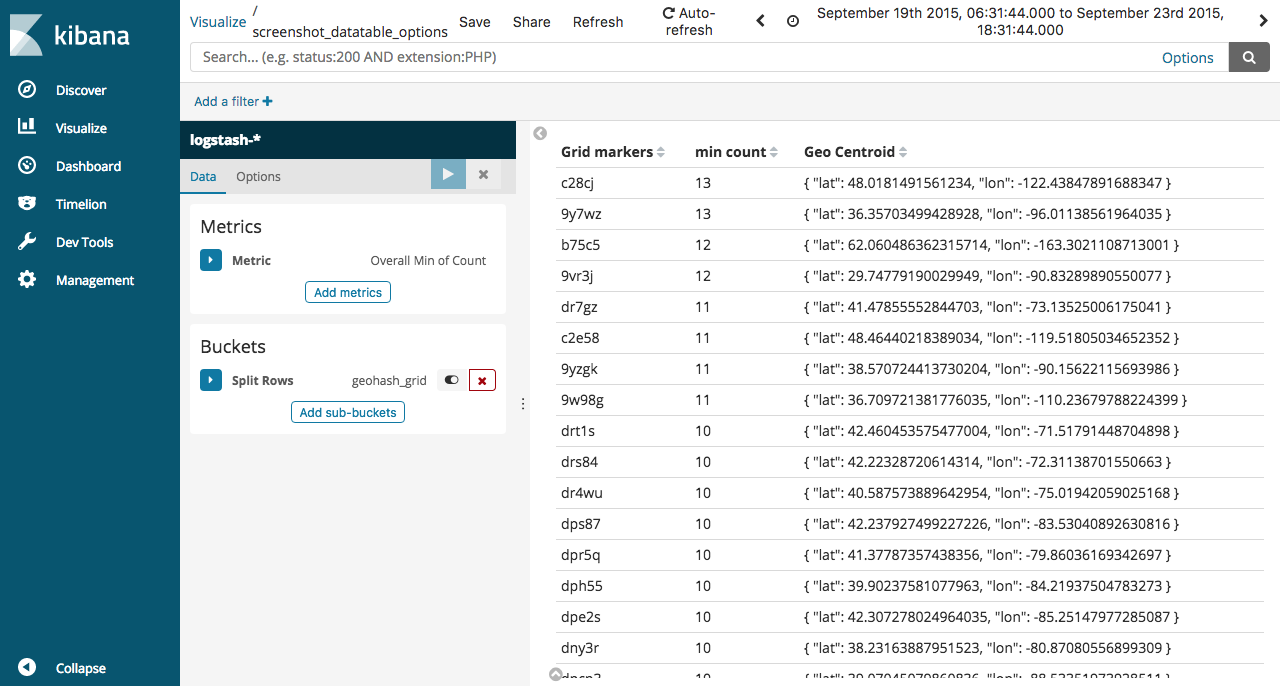 kibana
Discover
Visualize
Dashboard
Timelion
Dev Tools
Management
Collapse
Visualize /
screenshot_datatable_options
Save
Share
Refresh
Auto-
refresh
September 19th 2015, 06:31:44.000 to September 23rd 2015,
18:31:44.000
Search... (e.g. status:200 AND extension:PHP)
Options
Add a filter
logstash-*
Data Options
Metrics
Metric Overall Min of Count
Add metrics
Buckets
Split Rows geohash_grid
Add sub-buckets
Grid markers min count Geo Centroid
c28cj 13 { "lat": 48.0181491561234, "lon": -122.43847891688347 }
9y7wz 13 { "lat": 36.35703499428928, "lon": -96.01138561964035 }
b75c5 12 { "lat": 62.060486362315714, "lon": -163.3021108713001 }
9vr3j 12 { "lat": 29.74779190029949, "lon": -90.83289890550077 }
dr7gz 11 { "lat": 41.47855552844703, "lon": -73.13525006175041 }
c2e58 11 { "lat": 48.46440218389034, "lon": -119.51805034652352 }
9yzgk 11 { "lat": 38.570724413730204, "lon": -90.15622115693986 }
9w98g 11 { "lat": 36.709721381776035, "lon": -110.23679788224399 }
drt1s 10 { "lat": 42.460453575477004, "lon": -71.51791448704898 }
drs84 10 { "lat": 42.22328720614314, "lon": -72.31138701550663 }
dr4wu 10 { "lat": 40.587573889642954, "lon": -75.01942059025168 }
dps87 10 { "lat": 42.237927499227226, "lon": -83.53040892630816 }
dpr5q 10 { "lat": 41.37787357438356, "lon": -79.86036169342697 }
dph55 10 { "lat": 39.90237581077963, "lon": -84.21937504783273 }
dpe2s 10 { "lat": 42.307278024964035, "lon": -85.25147977285087 }
dny3r 10 { "lat": 38.23163887951523, "lon": -80.87080556899309 }